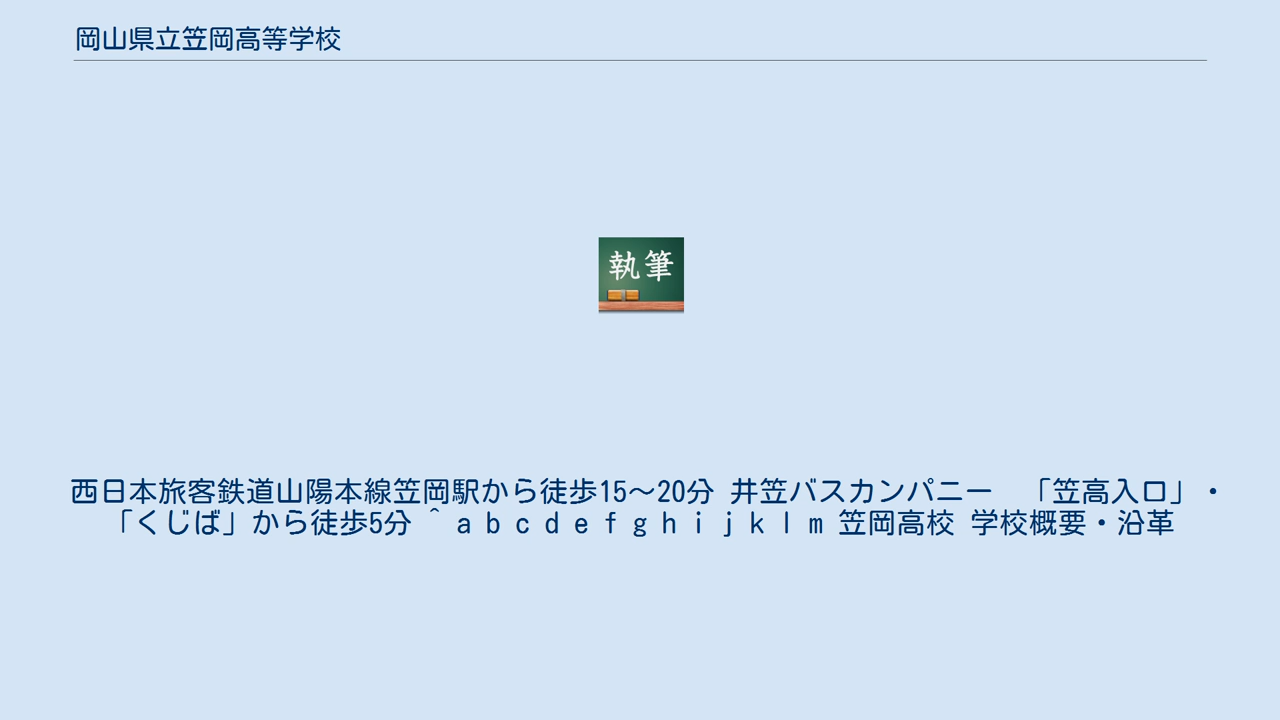 岡山県立笠岡高等学校
執筆
西日本旅客鉄道山陽本線笠岡駅から徒歩15〜20分 井笠バスカンパニー　「笠高入口」・
「くじば」から徒歩5分 ^ a b c d e f g h i j k l m 笠岡高校 学校概要・沿革